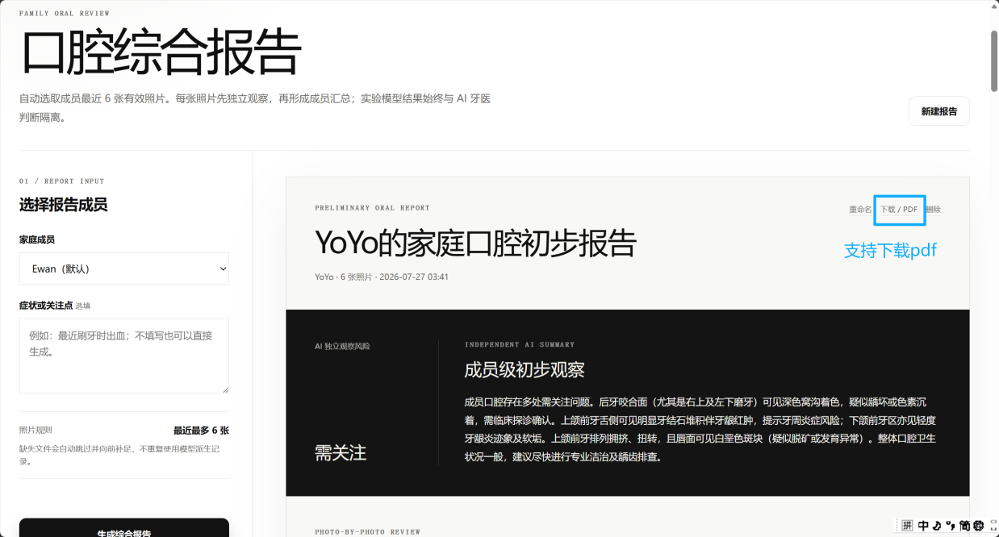 FAMILY ORAL REVIEW
口腔综合报告
自动选取成员最近 6 张有效照片。每张照片先独立观察，再形成成员汇总；实验模型结果始终与 AI 牙医
判断隔离。
新建报告
01 / REPORT INPUT
选择报告成员
家庭成员
Ewan（默认）
症状或关注点 选填
例如：最近刷牙时出血；不填写也可以直接
生成。
照片规则
最近最多 6 张
缺失文件会自动跳过并向前补足，不重复使用模型派生记
录。
生成综合报告
PRELIMINARY ORAL REPORT
重命名 下载 / PDF 删除
YoYo的家庭口腔初步报告
支持下载pdf
YoYo · 6 张照片 · 2026-07-27 03:41
AI 独立观察风险
需关注
INDEPENDENT AI SUMMARY
成员级初步观察
成员口腔存在多处需关注问题。后牙咬合面（尤其是右上及左下磨牙）可见深色窝沟着色，疑似龋坏或色素沉
着，需临床探诊确认。上颌前牙舌侧可见明显牙结石堆积伴牙龈红肿，提示牙周炎症风险；下颌前牙区亦见轻度
牙龈炎迹象及软垢。上颌前牙排列拥挤、扭转，且唇面可见白垩色斑块（疑似脱矿或发育异常）。整体口腔卫生
状况一般，建议尽快进行专业洁治及龋齿排查。
PHOTO-BY-PHOTO REVIEW
拼 中 简